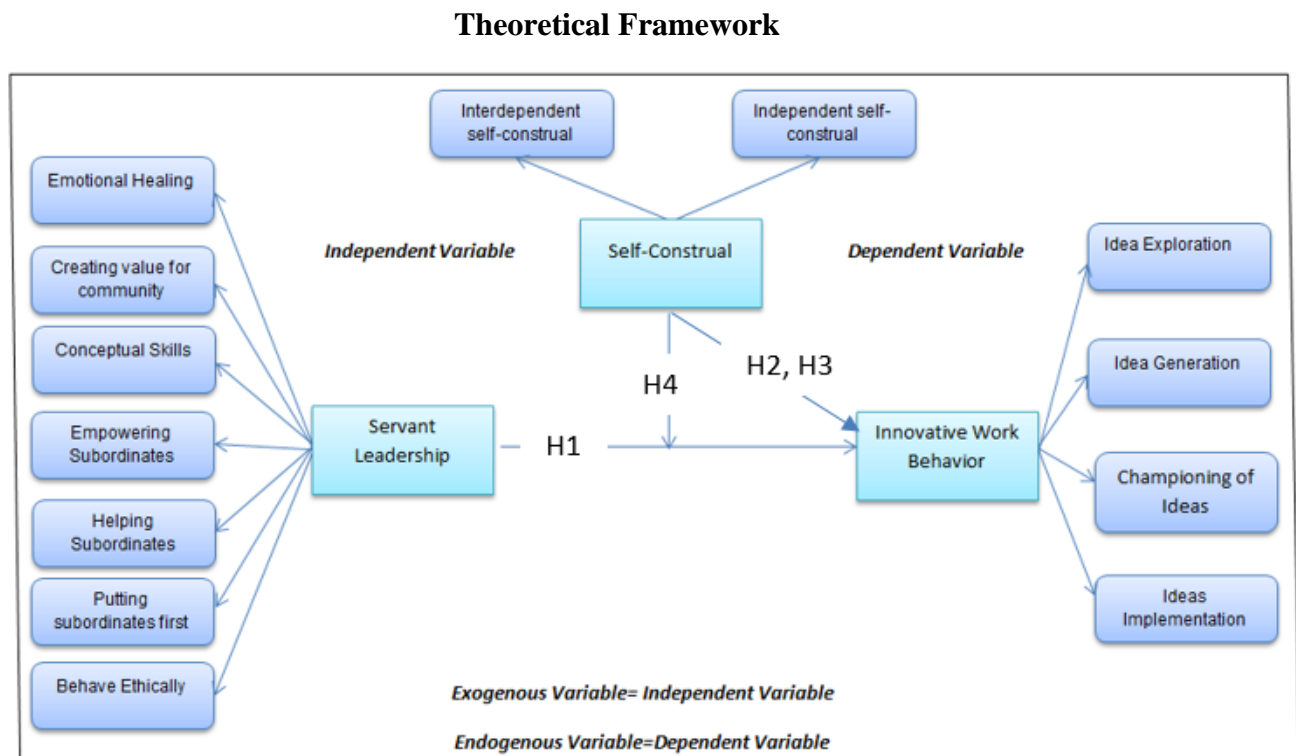 Theoretical Framework
Interdependent
self-construal
Independent self-
construal
Emotional Healing
Creating value for
community
Conceptual Skills
Empowering
Subordinates
Helping
Subordinates
Putting
subordinates first
Behave Ethically
Independent Variable
Self-Construal
Dependent Variable
H4
H2, H3
Servant
Leadership
H1
Innovative Work
Behavior
Idea Exploration
Idea Generation
Championing of
Ideas
Ideas
Implementation
Exogenous Variable= Independent Variable
Endogenous Variable=Dependent Variable